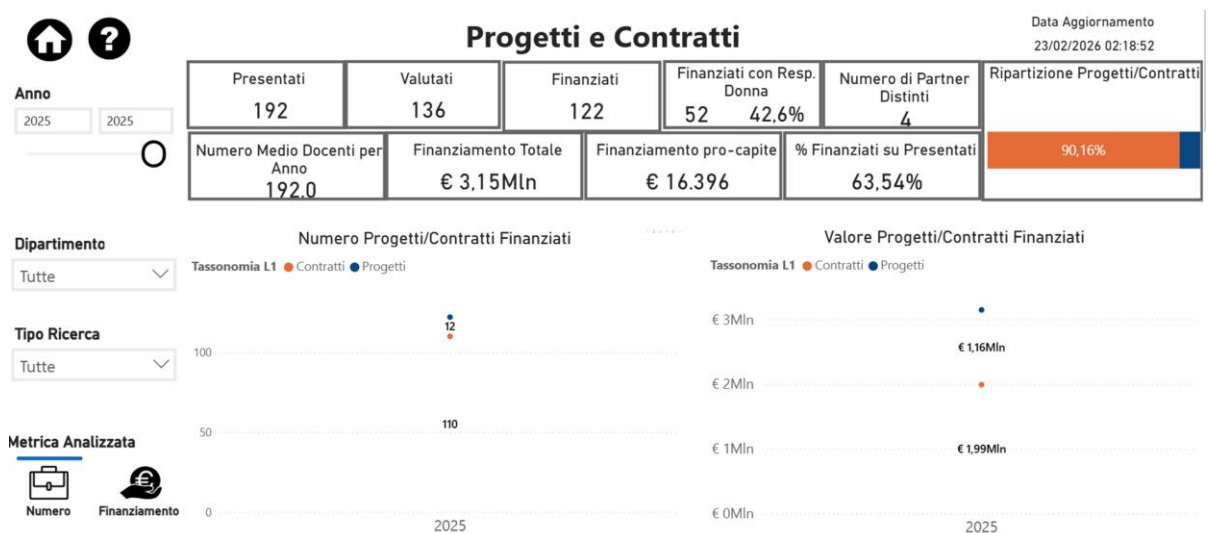 ?
Progetti e Contratti
Data Aggiornamento
23/02/2026 02:18:52
Anno
2025 2025
Presentati
192
Valutati
136
Finanziati
122
Finanziati con Resp.
Donna
52 42,6%
Numero di Partner
Distinti
4
Ripartizione Progetti/Contratti
90,16%
Numero Medio Docenti per
Anno
192.0
Finanziamento Totale
€ 3,15Mln
Finanziamento pro-capite
€ 16.396
% Finanziati su Presentati
63,54%
Dipartimento
Tutte
Tipo Ricerca
Tutte
Metrica Analizzata
Numero Finanziamento
Numero Progetti/Contratti Finanziati
Tassonomia L1 Contratti Progetti
12
100
110
50
0
2025
Valore Progetti/Contratti Finanziati
Tassonomia L1 Contratti Progetti
€ 3Mln
€ 1,16Mln
€ 2Mln
€ 1Mln
€ 1,99Mln
€ 0Mln
2025